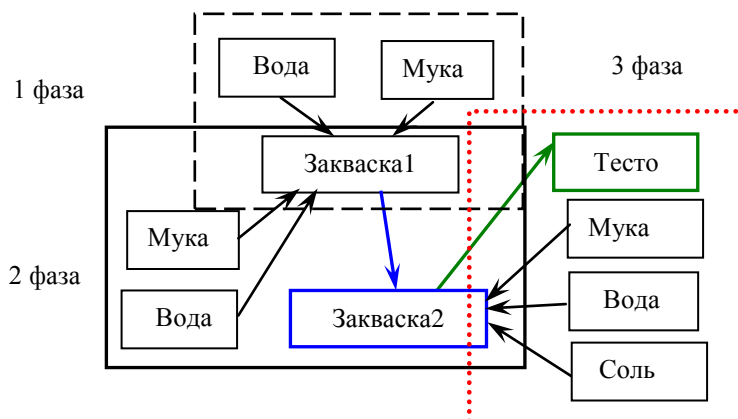 Вода
Мука
3 фаза
1 фаза
Закваска1
Тесто
Мука
Мука
2 фаза
Вода
Закваска2
Вода
Соль